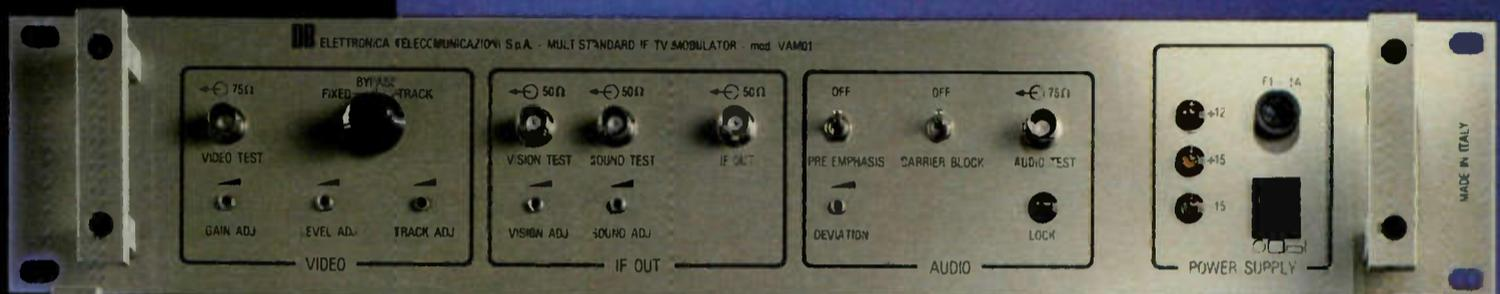 DB ELETTRONICA TELECOMUNICAZIONI S.p.A. - MULTI STANDARD IF TV MODULATOR - mod. VAM01
75Ω
FIXED BYPASS TRACK
VIDEO TEST
GAIN ADJ LEVEL ADJ TRACK ADJ
VIDEO
50Ω 50Ω 50Ω
VISION TEST SOUND TEST IF OUT
VISION ADJ SOUND ADJ
IF OUT
OFF OFF 75Ω
PRE EMPHASIS CARRIER BLOCK AUDIO TEST
DEVIATION LOCK
AUDIO
F1 1A
+12
+15
15
POWER SUPPLY
MADE IN ITALY